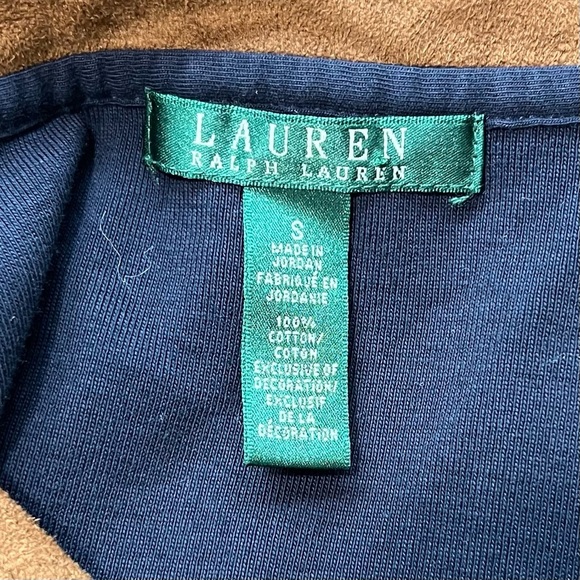 LAUREN
RALPH LAUREN
S
MADE IN
JORDAN
FABRIQUÉ EN
JORDANIE
100%
COTTON/
COTON
EXCLUSIVE OF
DECORATION/
EXCLUSIF
DE LA
DÉCORATION